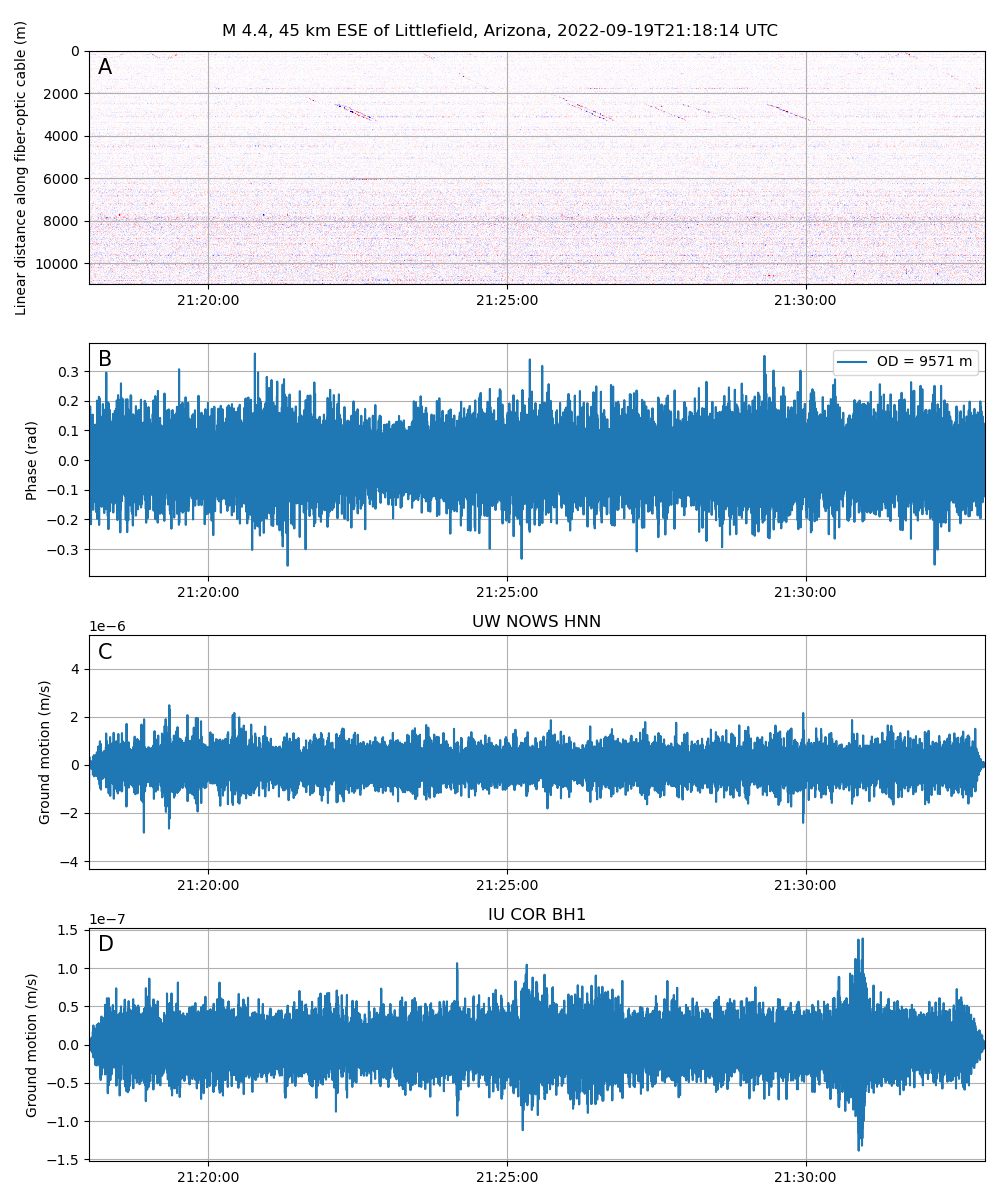 M 4.4, 45 km ESE of Littlefield, Arizona, 2022-09-19T21:18:14 UTC
Linear distance along fiber-optic cable (m)
A
0
2000
4000
6000
8000
10000
21:20:00 21:25:00 21:30:00
B
OD = 9571 m
Phase (rad)
0.3
0.2
0.1
0.0
−0.1
−0.2
−0.3
21:20:00 21:25:00 21:30:00
UW NOWS HNN
1e−6
C
Ground motion (m/s)
4
2
0
−2
−4
21:20:00 21:25:00 21:30:00
IU COR BH1
1e−7
D
Ground motion (m/s)
1.5
1.0
0.5
0.0
−0.5
−1.0
−1.5
21:20:00 21:25:00 21:30:00